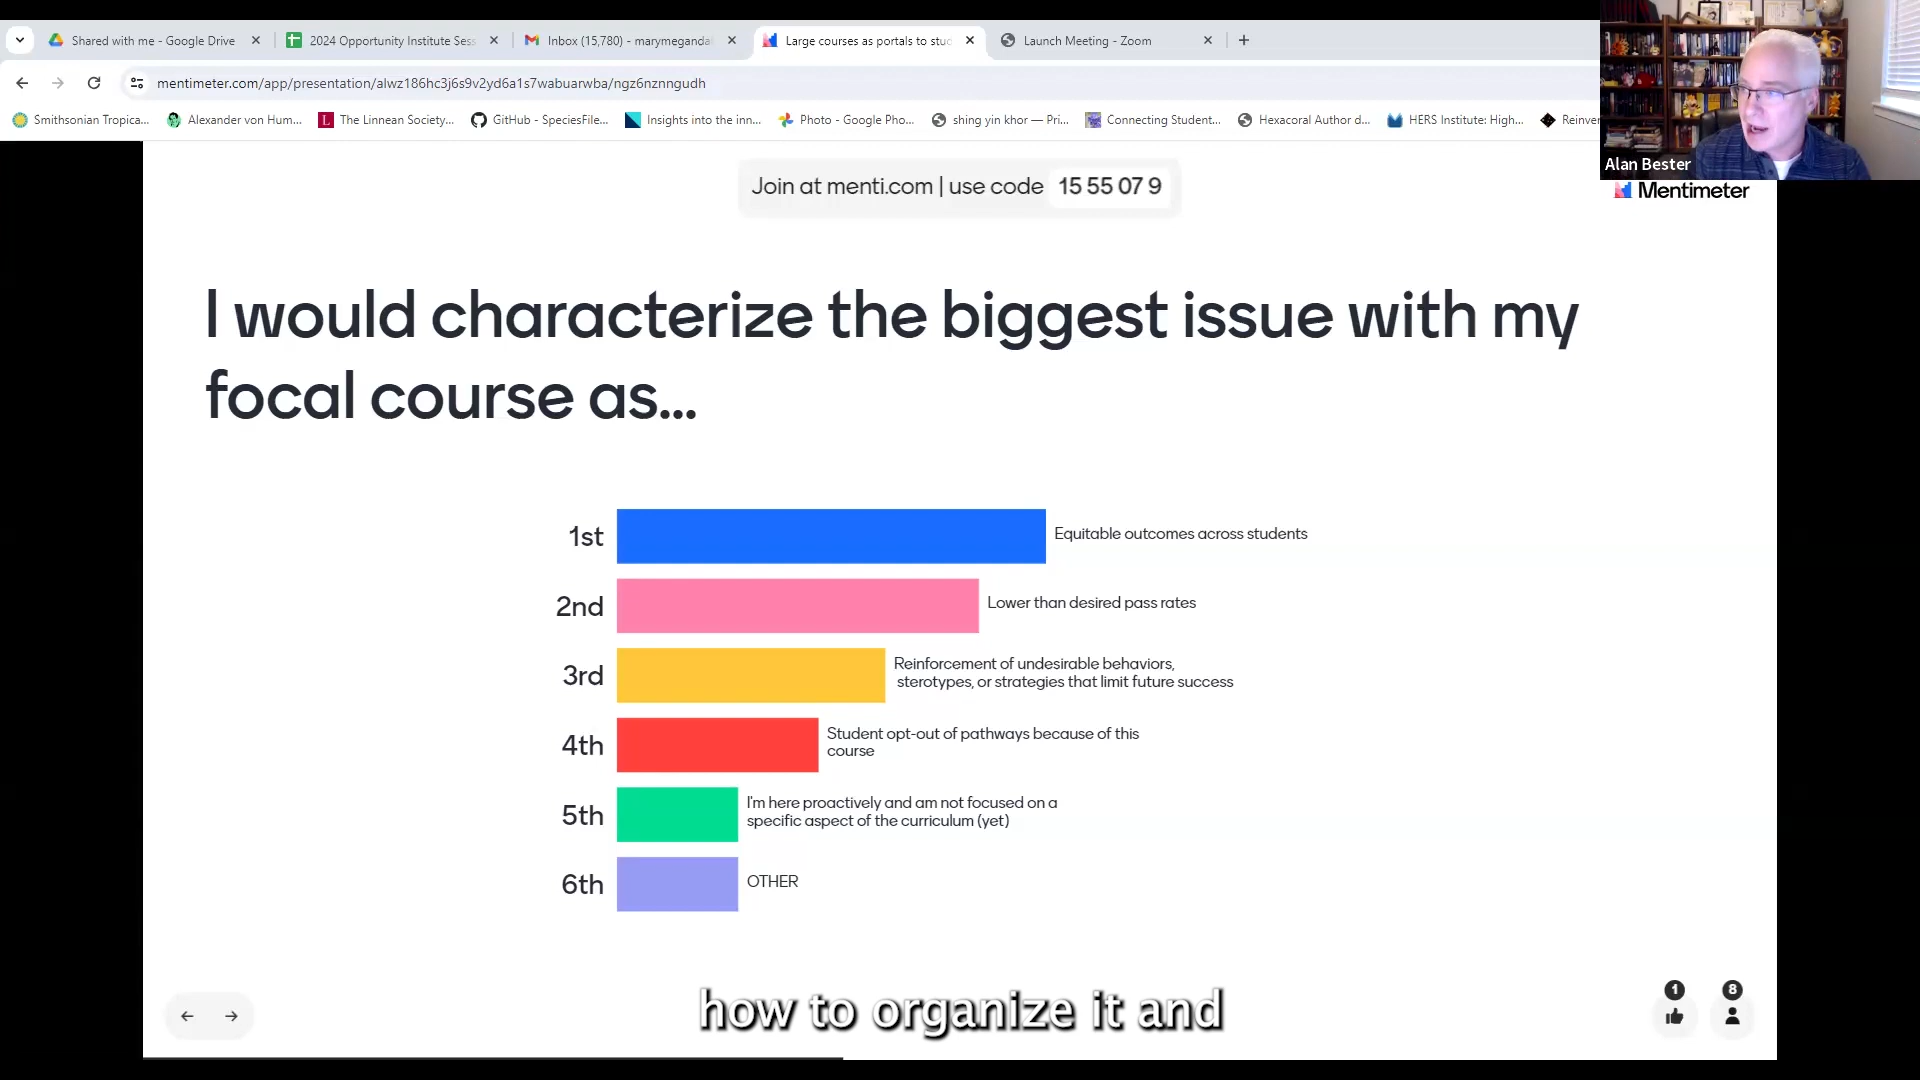 Shared with me - Google Drive
2024 Opportunity Institute Sess
Inbox (15,780) - marymeganda
Large courses as portals to stu
Launch Meeting - Zoom
mentimeter.com/app/presentation/alwz186hc3j6s9v2yd6a1s7wabuarwba/ngz6nznngudh
Smithsonian Tropica...
Alexander von Hum...
The Linnean Society...
GitHub - SpeciesFile...
Insights into the inn...
Photo - Google Pho...
shing yin khor — Pri...
Connecting Student...
Hexacoral Author d...
HERS Institute: High...
Reinver
Alan Bester
Join at menti.com | use code 15 55 07 9
Mentimeter
I would characterize the biggest issue with my
focal course as...
1st
Equitable outcomes across students
2nd
Lower than desired pass rates
3rd
Reinforcement of undesirable behaviors,
sterotypes, or strategies that limit future success
4th
Student opt-out of pathways because of this
course
5th
I'm here proactively and am not focused on a
specific aspect of the curriculum (yet)
6th
OTHER
how to organize it and
1
8